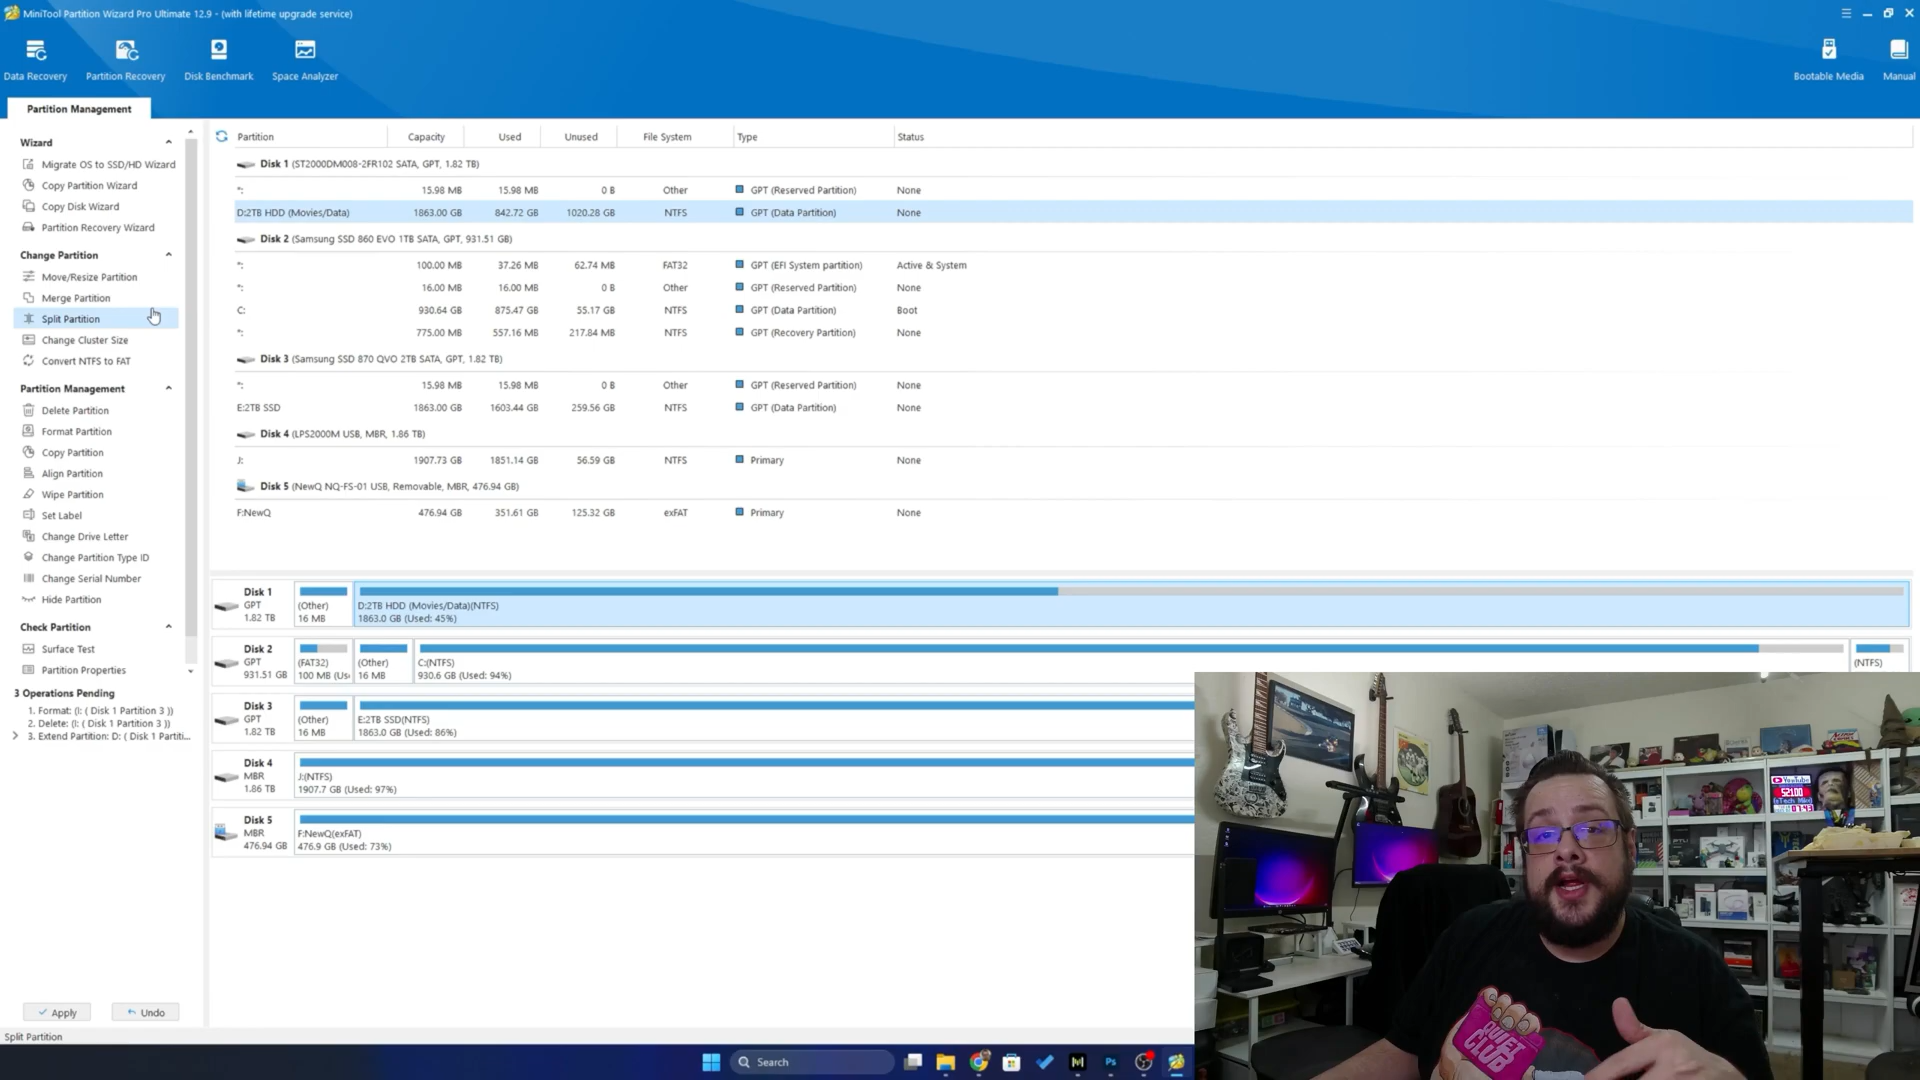 MiniTool Partition Wizard Pro Ultimate 12.9 - (with lifetime upgrade service)
Data Recovery
Partition Recovery
Disk Benchmark
Space Analyzer
Bootable Media
Manual
Partition Management
Wizard
Migrate OS to SSD/HD Wizard
Copy Partition Wizard
Copy Disk Wizard
Partition Recovery Wizard
Change Partition
Move/Resize Partition
Merge Partition
Split Partition
Change Cluster Size
Convert NTFS to FAT
Partition Management
Delete Partition
Format Partition
Copy Partition
Align Partition
Wipe Partition
Set Label
Change Drive Letter
Change Partition Type ID
Change Serial Number
Hide Partition
Check Partition
Surface Test
Partition Properties
3 Operations Pending
1. Format: (I: ( Disk 1 Partition 3 ))
2. Delete: (I: ( Disk 1 Partition 3 ))
3. Extend Partition: D: ( Disk 1 Partiti...
Apply
Undo
Split Partition
Partition Capacity Used Unused File System Type Status
Disk 1 (ST2000DM008-2FR102 SATA, GPT, 1.82 TB)
*: 15.98 MB 15.98 MB 0 B Other GPT (Reserved Partition) None
D:2TB HDD (Movies/Data) 1863.00 GB 842.72 GB 1020.28 GB NTFS GPT (Data Partition) None
Disk 2 (Samsung SSD 860 EVO 1TB SATA, GPT, 931.51 GB)
*: 100.00 MB 37.26 MB 62.74 MB FAT32 GPT (EFI System partition) Active & System
*: 16.00 MB 16.00 MB 0 B Other GPT (Reserved Partition) None
C: 930.64 GB 875.47 GB 55.17 GB NTFS GPT (Data Partition) Boot
*: 775.00 MB 557.16 MB 217.84 MB NTFS GPT (Recovery Partition) None
Disk 3 (Samsung SSD 870 QVO 2TB SATA, GPT, 1.82 TB)
*: 15.98 MB 15.98 MB 0 B Other GPT (Reserved Partition) None
E:2TB SSD 1863.00 GB 1603.44 GB 259.56 GB NTFS GPT (Data Partition) None
Disk 4 (LPS2000M USB, MBR, 1.86 TB)
J: 1907.73 GB 1851.14 GB 56.59 GB NTFS Primary None
Disk 5 (NewQ NQ-FS-01 USB, Removable, MBR, 476.94 GB)
F:NewQ 476.94 GB 351.61 GB 125.32 GB exFAT Primary None
Disk 1
GPT
1.82 TB
(Other)
16 MB
D:2TB HDD (Movies/Data)(NTFS)
1863.0 GB (Used: 45%)
Disk 2
GPT
931.51 GB
(FAT32)
100 MB (Us
(Other)
16 MB
C:(NTFS)
930.6 GB (Used: 94%)
(NTFS)
Disk 3
GPT
1.82 TB
(Other)
16 MB
E:2TB SSD(NTFS)
1863.0 GB (Used: 86%)
Disk 4
MBR
1.86 TB
J:(NTFS)
1907.7 GB (Used: 97%)
Disk 5
MBR
476.94 GB
F:NewQ(exFAT)
476.9 GB (Used: 73%)
YouTube
52100
QUIET
CLUB
Search
Ps